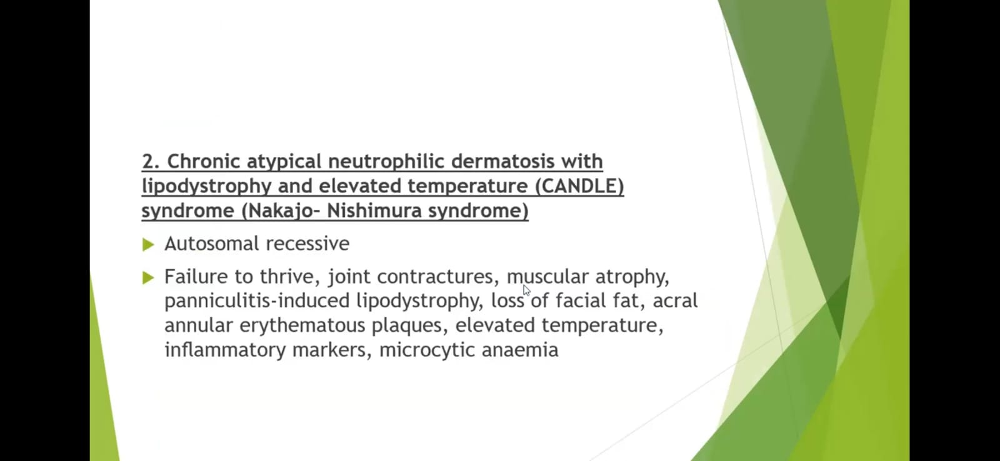 2. Chronic atypical neutrophilic dermatosis with
lipodystrophy and elevated temperature (CANDLE)
syndrome (Nakajo- Nishimura syndrome)
Autosomal recessive
Failure to thrive, joint contractures, muscular atrophy,
panniculitis-induced lipodystrophy, loss of facial fat, acral
annular erythematous plaques, elevated temperature,
inflammatory markers, microcytic anaemia